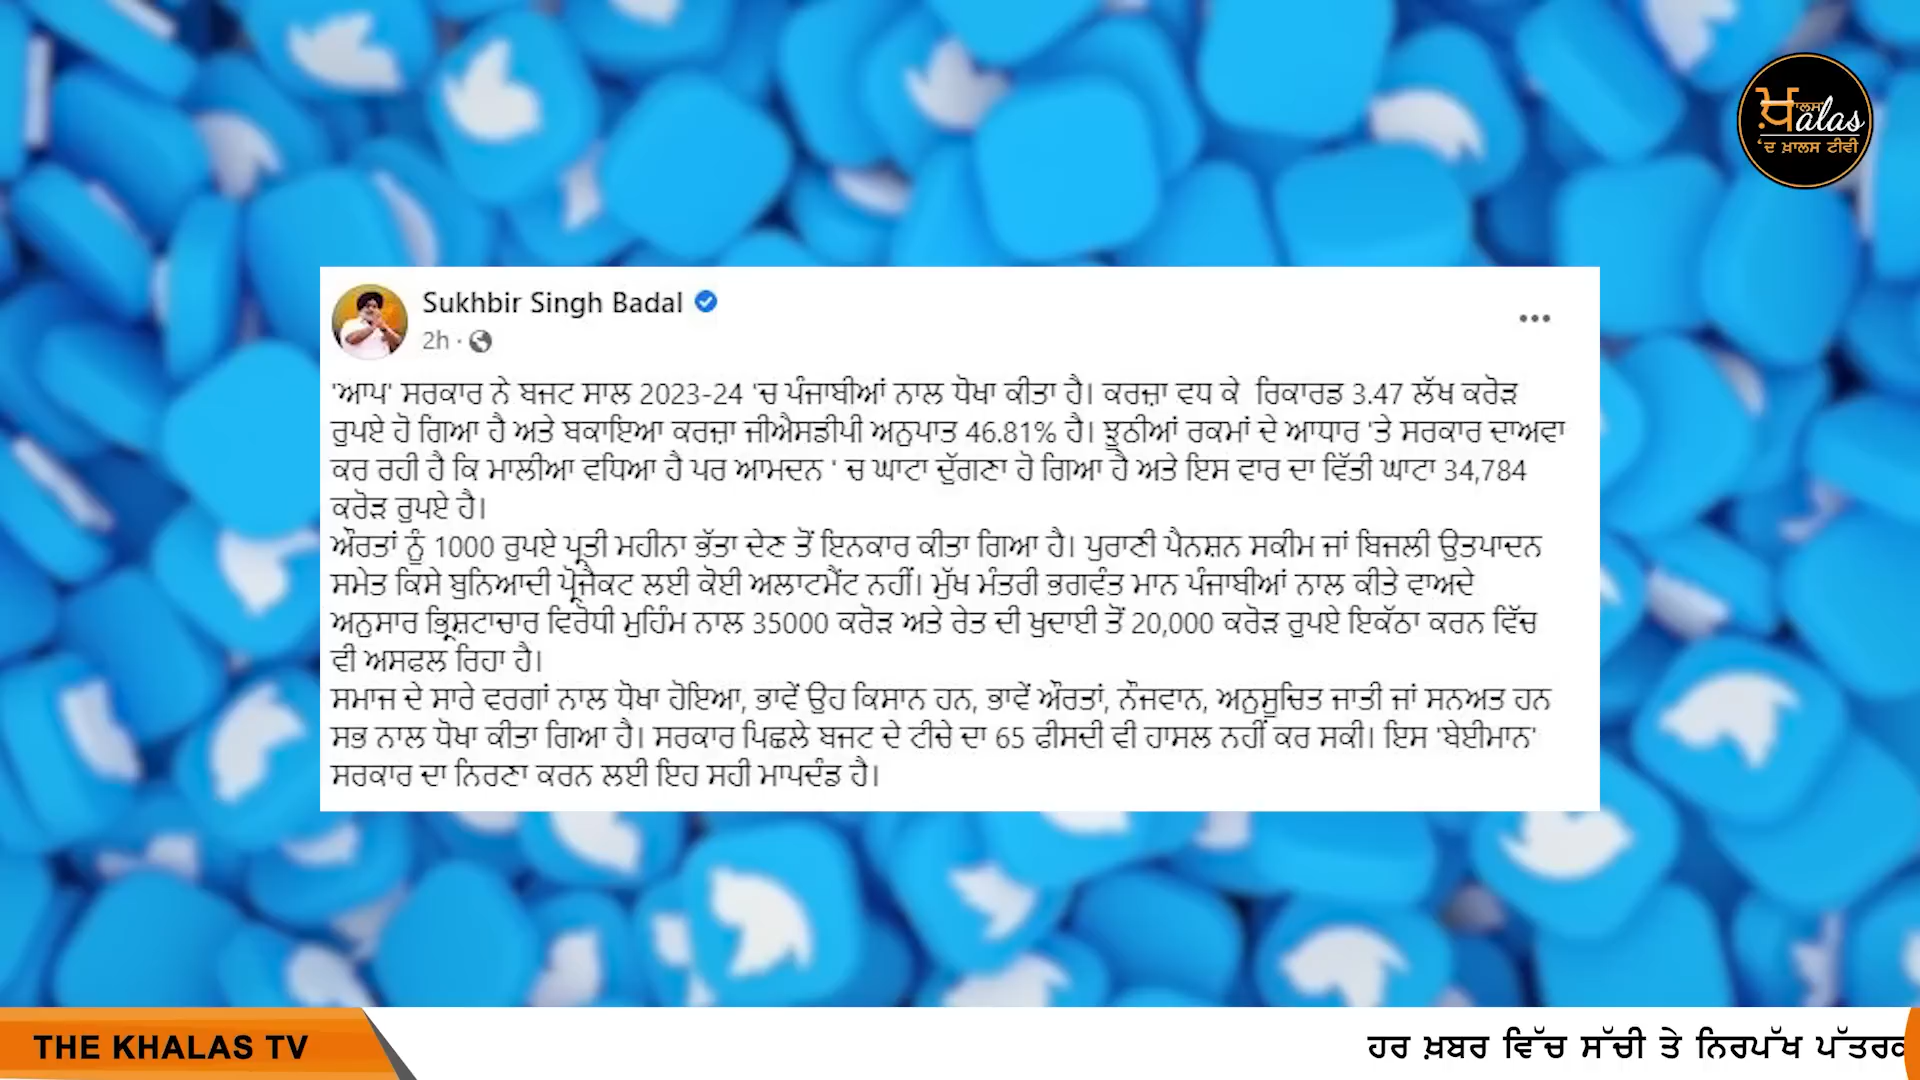 ਖ਼ਾਲਸ
alas
'ਦ ਖ਼ਾਲਸ ਟੀਵੀ
Sukhbir Singh Badal
2h ·
'ਆਪ' ਸਰਕਾਰ ਨੇ ਬਜਟ ਸਾਲ 2023-24 'ਚ ਪੰਜਾਬੀਆਂ ਨਾਲ ਧੋਖਾ ਕੀਤਾ ਹੈ। ਕਰਜ਼ਾ ਵਧ ਕੇ ਰਿਕਾਰਡ 3.47 ਲੱਖ ਕਰੋੜ
ਰੁਪਏ ਹੋ ਗਿਆ ਹੈ ਅਤੇ ਬਕਾਇਆ ਕਰਜ਼ਾ ਜੀਐਸਡੀਪੀ ਅਨੁਪਾਤ 46.81% ਹੈ। ਝੂਠੀਆਂ ਰਕਮਾਂ ਦੇ ਆਧਾਰ 'ਤੇ ਸਰਕਾਰ ਦਾਅਵਾ
ਕਰ ਰਹੀ ਹੈ ਕਿ ਮਾਲੀਆ ਵਧਿਆ ਹੈ ਪਰ ਆਮਦਨ ' ਚ ਘਾਟਾ ਦੁੱਗਣਾ ਹੋ ਗਿਆ ਹੈ ਅਤੇ ਇਸ ਵਾਰ ਦਾ ਵਿੱਤੀ ਘਾਟਾ 34,784
ਕਰੋੜ ਰੁਪਏ ਹੈ।
ਔਰਤਾਂ ਨੂੰ 1000 ਰੁਪਏ ਪ੍ਰਤੀ ਮਹੀਨਾ ਭੱਤਾ ਦੇਣ ਤੋਂ ਇਨਕਾਰ ਕੀਤਾ ਗਿਆ ਹੈ। ਪੁਰਾਣੀ ਪੈਨਸ਼ਨ ਸਕੀਮ ਜਾਂ ਬਿਜਲੀ ਉਤਪਾਦਨ
ਸਮੇਤ ਕਿਸੇ ਬੁਨਿਆਦੀ ਪ੍ਰੋਜੈਕਟ ਲਈ ਕੋਈ ਅਲਾਟਮੈਂਟ ਨਹੀਂ। ਮੁੱਖ ਮੰਤਰੀ ਭਗਵੰਤ ਮਾਨ ਪੰਜਾਬੀਆਂ ਨਾਲ ਕੀਤੇ ਵਾਅਦੇ
ਅਨੁਸਾਰ ਭ੍ਰਿਸ਼ਟਾਚਾਰ ਵਿਰੋਧੀ ਮੁਹਿੰਮ ਨਾਲ 35000 ਕਰੋੜ ਅਤੇ ਰੇਤ ਦੀ ਖੁਦਾਈ ਤੋਂ 20,000 ਕਰੋੜ ਰੁਪਏ ਇਕੱਠਾ ਕਰਨ ਵਿੱਚ
ਵੀ ਅਸਫਲ ਰਿਹਾ ਹੈ।
ਸਮਾਜ ਦੇ ਸਾਰੇ ਵਰਗਾਂ ਨਾਲ ਧੋਖਾ ਹੋਇਆ, ਭਾਵੇਂ ਉਹ ਕਿਸਾਨ ਹਨ, ਭਾਵੇਂ ਔਰਤਾਂ, ਨੌਜਵਾਨ, ਅਨੁਸੂਚਿਤ ਜਾਤੀ ਜਾਂ ਸਨਅਤ ਹਨ
ਸਭ ਨਾਲ ਧੋਖਾ ਕੀਤਾ ਗਿਆ ਹੈ। ਸਰਕਾਰ ਪਿਛਲੇ ਬਜਟ ਦੇ ਟੀਚੇ ਦਾ 65 ਫੀਸਦੀ ਵੀ ਹਾਸਲ ਨਹੀਂ ਕਰ ਸਕੀ। ਇਸ 'ਬੇਈਮਾਨ'
ਸਰਕਾਰ ਦਾ ਨਿਰਣਾ ਕਰਨ ਲਈ ਇਹ ਸਹੀ ਮਾਪਦੰਡ ਹੈ।
THE KHALAS TV
ਹਰ ਖ਼ਬਰ ਵਿੱਚ ਸੱਚੀ ਤੇ ਨਿਰਪੱਖ